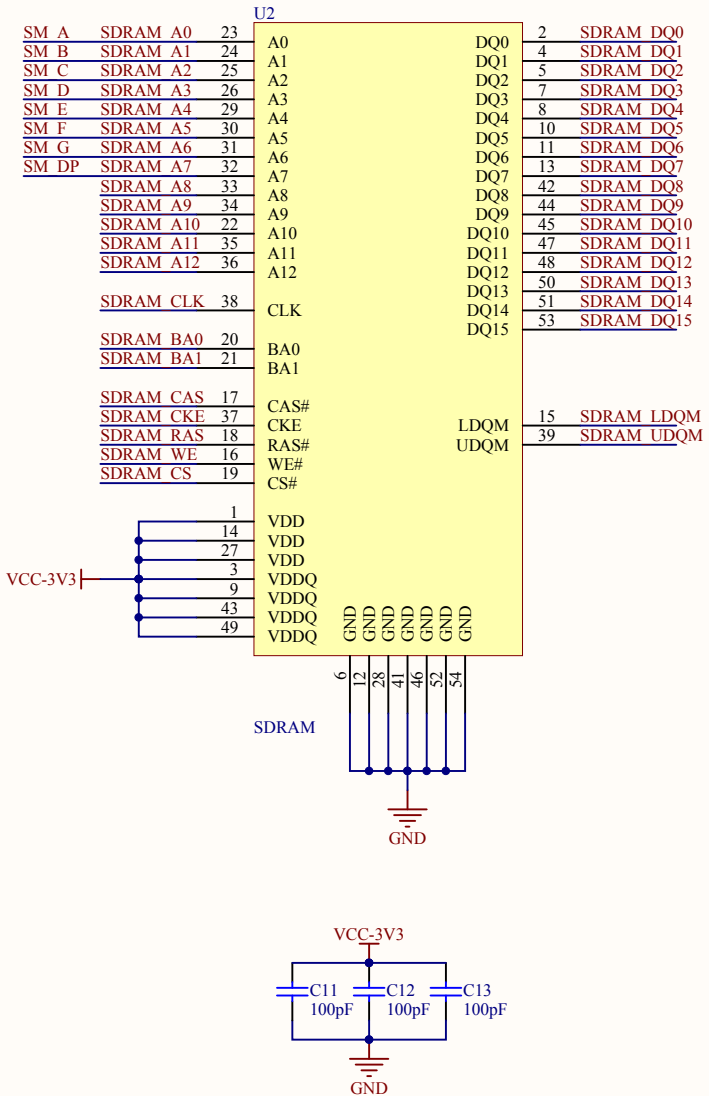 U2
SM_A SDRAM_A0 23 A0 DQ0 2 SDRAM_DQ0
SM_B SDRAM_A1 24 A1 DQ1 4 SDRAM_DQ1
SM_C SDRAM_A2 25 A2 DQ2 5 SDRAM_DQ2
SM_D SDRAM_A3 26 A3 DQ3 7 SDRAM_DQ3
SM_E SDRAM_A4 29 A4 DQ4 8 SDRAM_DQ4
SM_F SDRAM_A5 30 A5 DQ5 10 SDRAM_DQ5
SM_G SDRAM_A6 31 A6 DQ6 11 SDRAM_DQ6
SM_DP SDRAM_A7 32 A7 DQ7 13 SDRAM_DQ7
SDRAM_A8 33 A8 DQ8 42 SDRAM_DQ8
SDRAM_A9 34 A9 DQ9 44 SDRAM_DQ9
SDRAM_A10 22 A10 DQ10 45 SDRAM_DQ10
SDRAM_A11 35 A11 DQ11 47 SDRAM_DQ11
SDRAM_A12 36 A12 DQ12 48 SDRAM_DQ12
DQ13 50 SDRAM_DQ13
SDRAM_CLK 38 CLK DQ14 51 SDRAM_DQ14
DQ15 53 SDRAM_DQ15
SDRAM_BA0 20 BA0
SDRAM_BA1 21 BA1
SDRAM_CAS 17 CAS#
SDRAM_CKE 37 CKE LDQM 15 SDRAM_LDQM
SDRAM_RAS 18 RAS# UDQM 39 SDRAM_UDQM
SDRAM_WE 16 WE#
SDRAM_CS 19 CS#
1 VDD
14 VDD
27 VDD
VCC-3V3 3 VDDQ
9 VDDQ
43 VDDQ
49 VDDQ
GND GND GND GND GND GND GND
6 12 28 41 46 52 54
SDRAM
GND
VCC-3V3
C11 C12 C13
100pF 100pF 100pF
GND